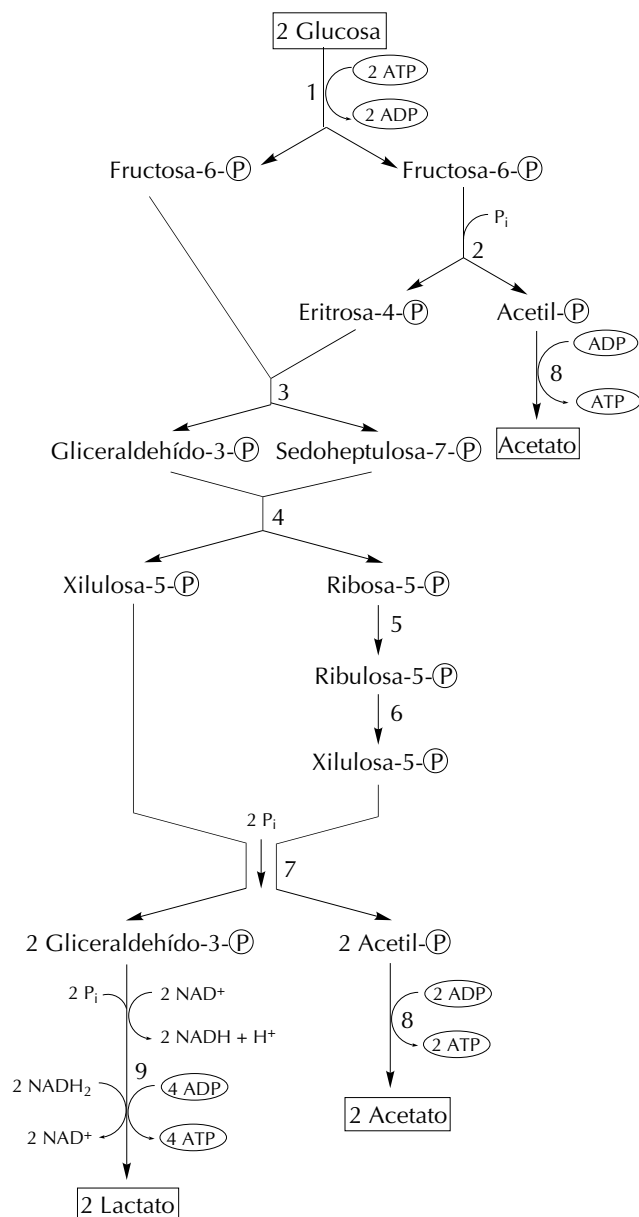 2 Glucosa
2 ATP
1
2 ADP
Fructosa-6-Ⓟ Fructosa-6-Ⓟ
Pi
2
Eritrosa-4-Ⓟ Acetil-Ⓟ
ADP
8
3
ATP
Gliceraldehído-3-Ⓟ Sedoheptulosa-7-Ⓟ Acetato
4
Xilulosa-5-Ⓟ Ribosa-5-Ⓟ
5
Ribulosa-5-Ⓟ
6
Xilulosa-5-Ⓟ
2 Pi
7
2 Gliceraldehído-3-Ⓟ 2 Acetil-Ⓟ
2 Pi 2 NAD+ 2 ADP
8
2 NADH + H+ 2 ATP
9
2 NADH2 4 ADP
2 Acetato
2 NAD+ 4 ATP
2 Lactato